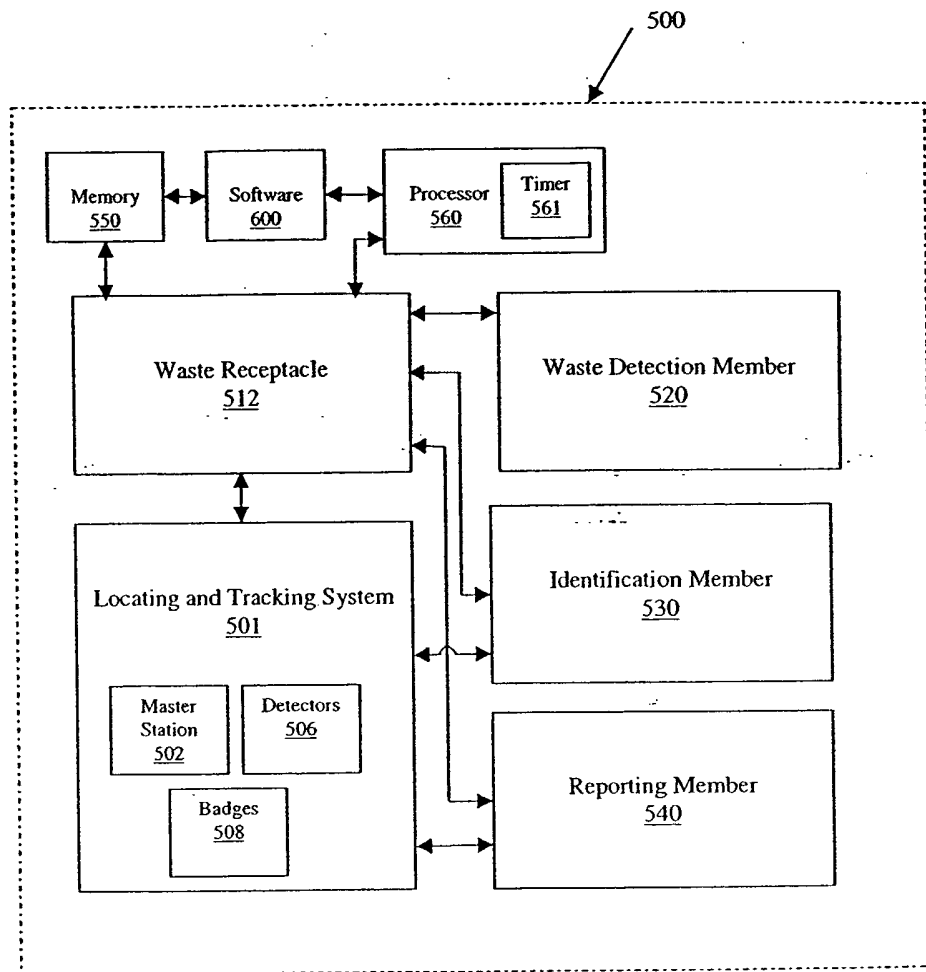 500
Memory
550
Software
600
Processor
560
Timer
561
Waste Receptacle
512
Waste Detection Member
520
Locating and Tracking System
501
Identification Member
530
Master
Station
502
Detectors
506
Badges
508
Reporting Member
540